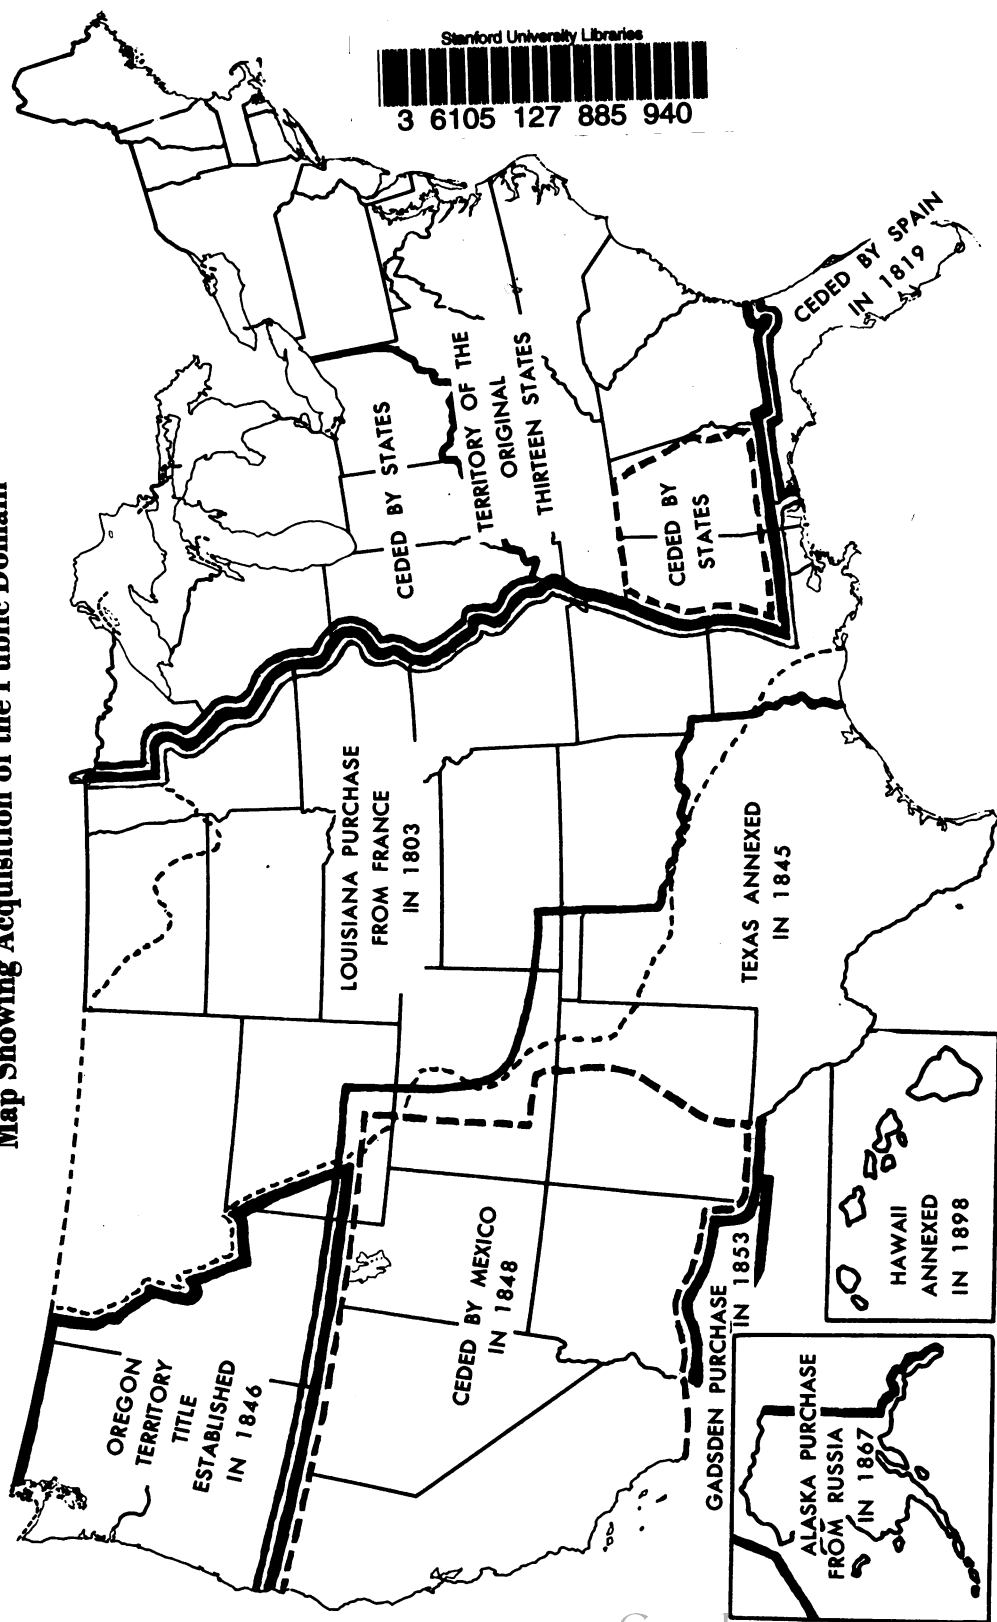 Map Showing Acquisition of the Public Domain
Stanford University Libraries
3 6105 127 885 940
OREGON
TERRITORY
TITLE
ESTABLISHED
IN 1846
LOUISIANA PURCHASE
FROM FRANCE
IN 1803
CEDED BY STATES
TERRITORY OF THE
ORIGINAL
THIRTEEN STATES
CEDED BY
STATES
CEDED BY SPAIN
IN 1819
CEDED BY MEXICO
IN 1848
TEXAS ANNEXED
IN 1845
GADSDEN PURCHASE
IN 1853
ALASKA PURCHASE
FROM RUSSIA
IN 1867
HAWAII
ANNEXED
IN 1898